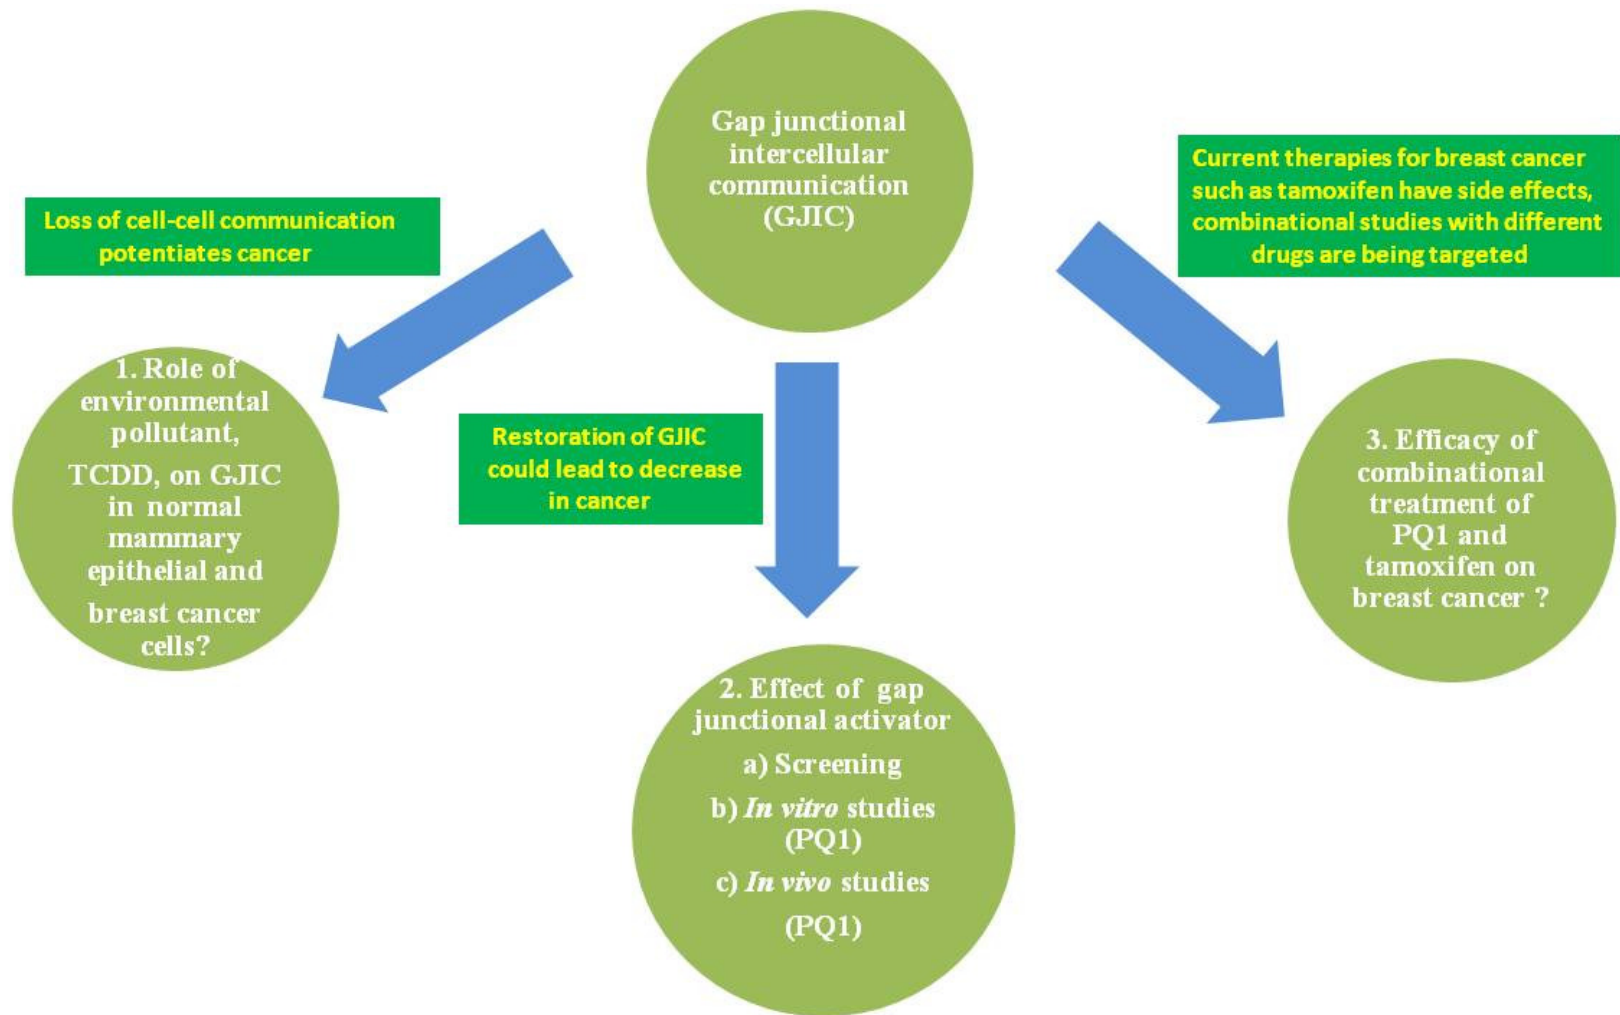 Gap junctional
intercellular
communication
(GJIC)
Loss of cell-cell communication
potentiates cancer
Current therapies for breast cancer
such as tamoxifen have side effects,
combinational studies with different
drugs are being targeted
1. Role of
environmental
pollutant,
TCDD, on GJIC
in normal
mammary
epithelial and
breast cancer
cells?
Restoration of GJIC
could lead to decrease
in cancer
3. Efficacy of
combinational
treatment of
PQ1 and
tamoxifen on
breast cancer ?
2. Effect of gap
junctional activator
a) Screening
b) In vitro studies
(PQ1)
c) In vivo studies
(PQ1)